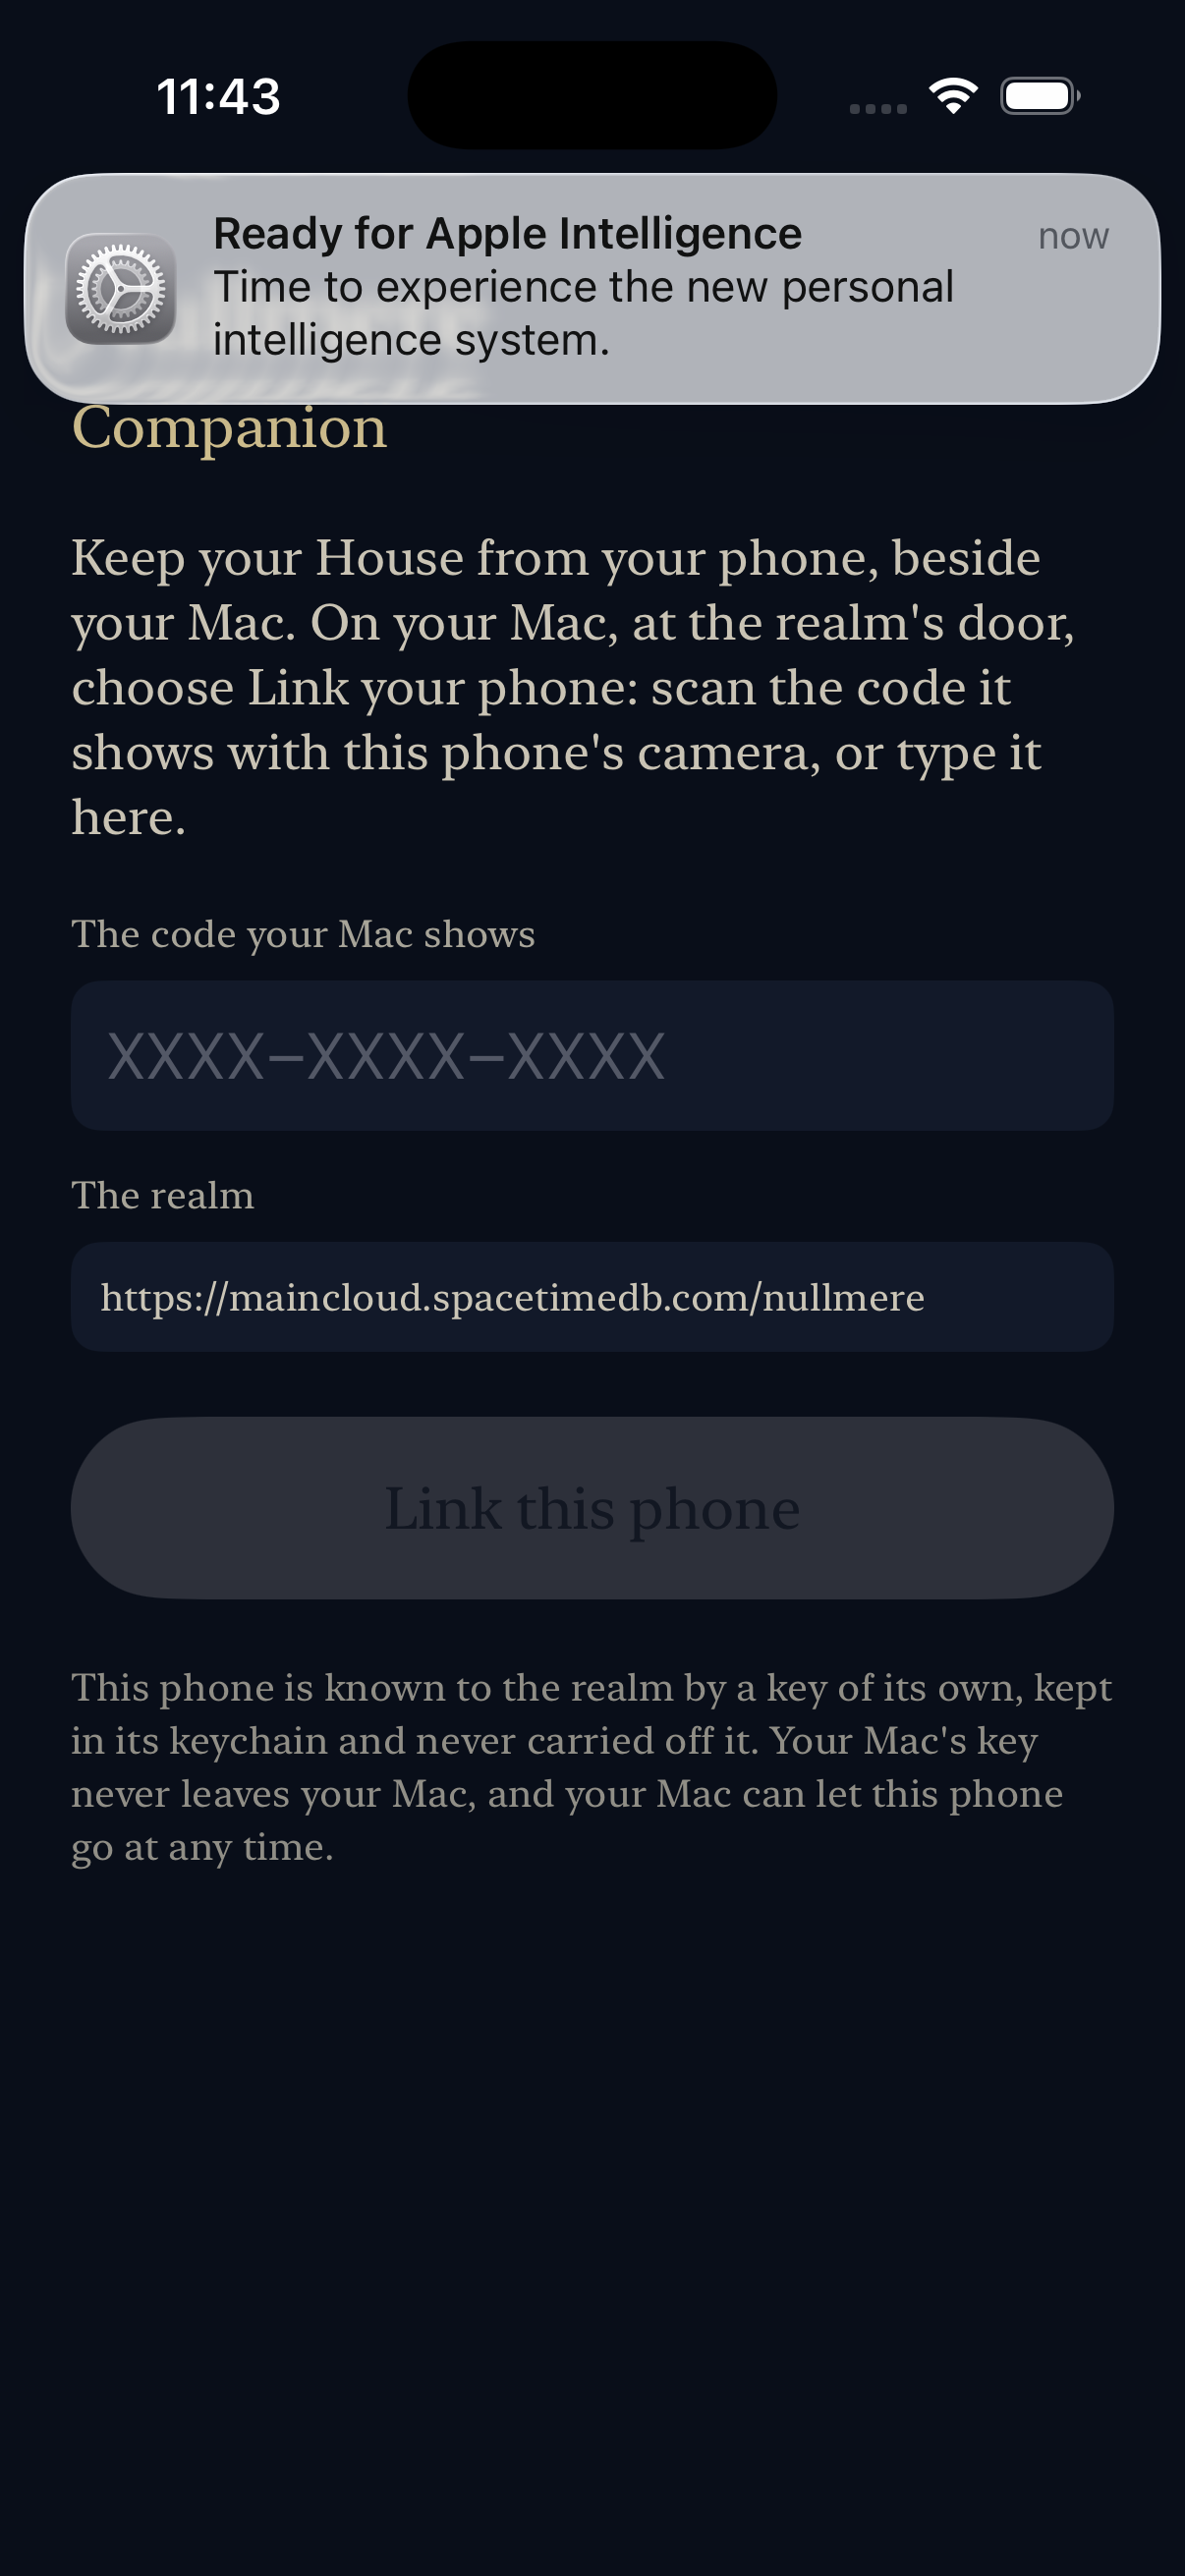 11:43
Ready for Apple Intelligence
now
Time to experience the new personal
intelligence system.
Companion
Keep your House from your phone, beside
your Mac. On your Mac, at the realm's door,
choose Link your phone: scan the code it
shows with this phone's camera, or type it
here.
The code your Mac shows
XXXX–XXXX–XXXX
The realm
https://maincloud.spacetimedb.com/nullmere
Link this phone
This phone is known to the realm by a key of its own, kept
in its keychain and never carried off it. Your Mac's key
never leaves your Mac, and your Mac can let this phone
go at any time.